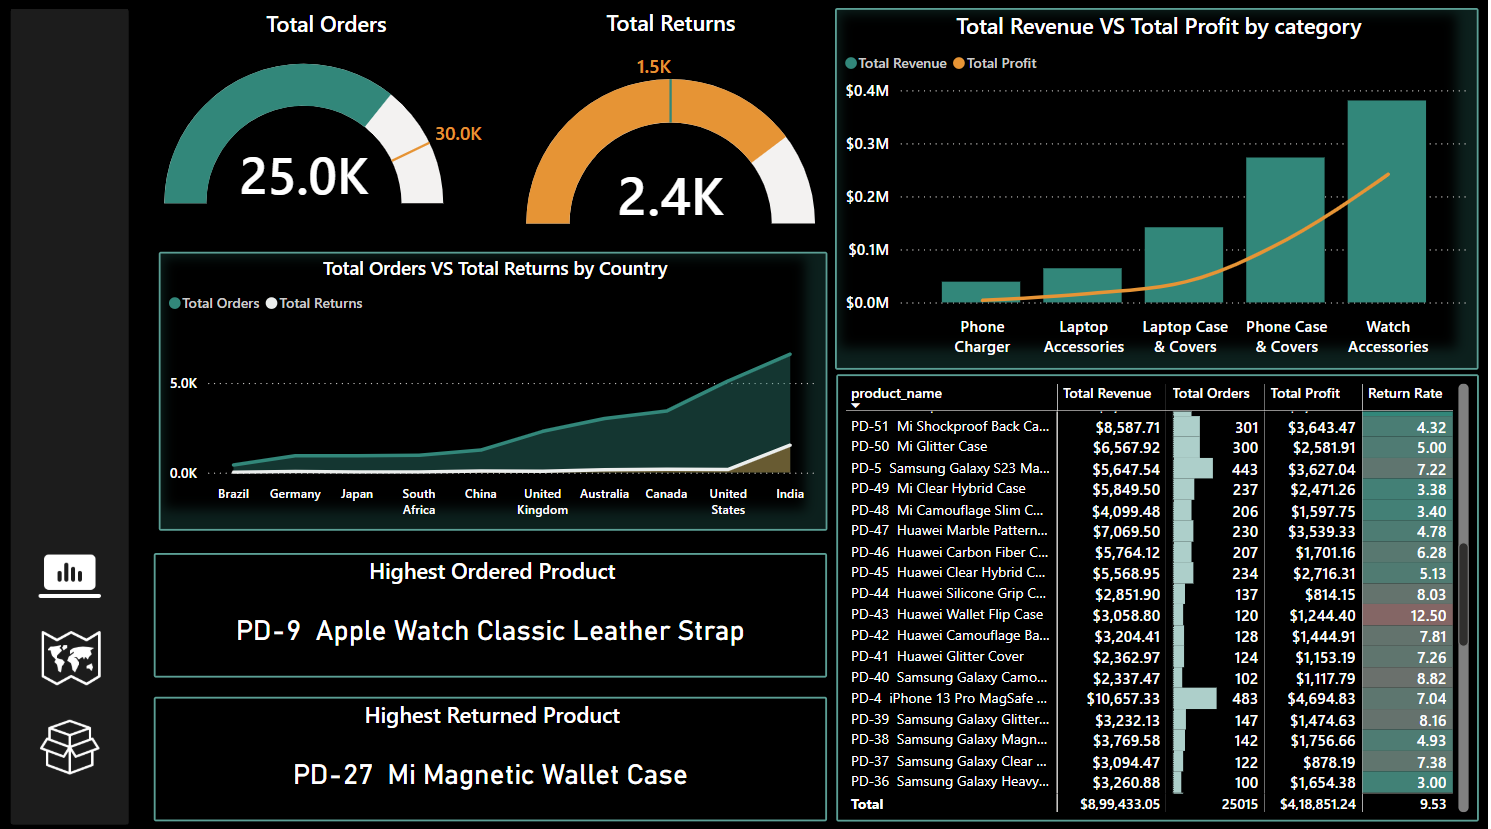 Total Orders
30.0K
25.0K
Total Returns
1.5K
2.4K
Total Revenue VS Total Profit by category
Total Revenue Total Profit
$0.4M
$0.3M
$0.2M
$0.1M
$0.0M
Phone Charger
Laptop Accessories
Laptop Case & Covers
Phone Case & Covers
Watch Accessories
Total Orders VS Total Returns by Country
Total Orders Total Returns
5.0K
0.0K
Brazil
Germany
Japan
South Africa
China
United Kingdom
Australia
Canada
United States
India
Highest Ordered Product
PD-9 Apple Watch Classic Leather Strap
Highest Returned Product
PD-27 Mi Magnetic Wallet Case
product_name Total Revenue Total Orders Total Profit Return Rate
PD-51 Mi Shockproof Back Ca... $8,587.71 301 $3,643.47 4.32
PD-50 Mi Glitter Case $6,567.92 300 $2,581.91 5.00
PD-5 Samsung Galaxy S23 Ma... $5,647.54 443 $3,627.04 7.22
PD-49 Mi Clear Hybrid Case $5,849.50 237 $2,471.26 3.38
PD-48 Mi Camouflage Slim C... $4,099.48 206 $1,597.75 3.40
PD-47 Huawei Marble Pattern... $7,069.50 230 $3,539.33 4.78
PD-46 Huawei Carbon Fiber C... $5,764.12 207 $1,701.16 6.28
PD-45 Huawei Clear Hybrid C... $5,568.95 234 $2,716.31 5.13
PD-44 Huawei Silicone Grip C... $2,851.90 137 $814.15 8.03
PD-43 Huawei Wallet Flip Case $3,058.80 120 $1,244.40 12.50
PD-42 Huawei Camouflage Ba... $3,204.41 128 $1,444.91 7.81
PD-41 Huawei Glitter Cover $2,362.97 124 $1,153.19 7.26
PD-40 Samsung Galaxy Camo... $2,337.47 102 $1,117.79 8.82
PD-4 iPhone 13 Pro MagSafe ... $10,657.33 483 $4,694.83 7.04
PD-39 Samsung Galaxy Glitter... $3,232.13 147 $1,474.63 8.16
PD-38 Samsung Galaxy Magn... $3,769.58 142 $1,756.66 4.93
PD-37 Samsung Galaxy Clear ... $3,094.47 122 $878.19 7.38
PD-36 Samsung Galaxy Heavy... $3,260.88 100 $1,654.38 3.00
Total $8,99,433.05 25015 $4,18,851.24 9.53